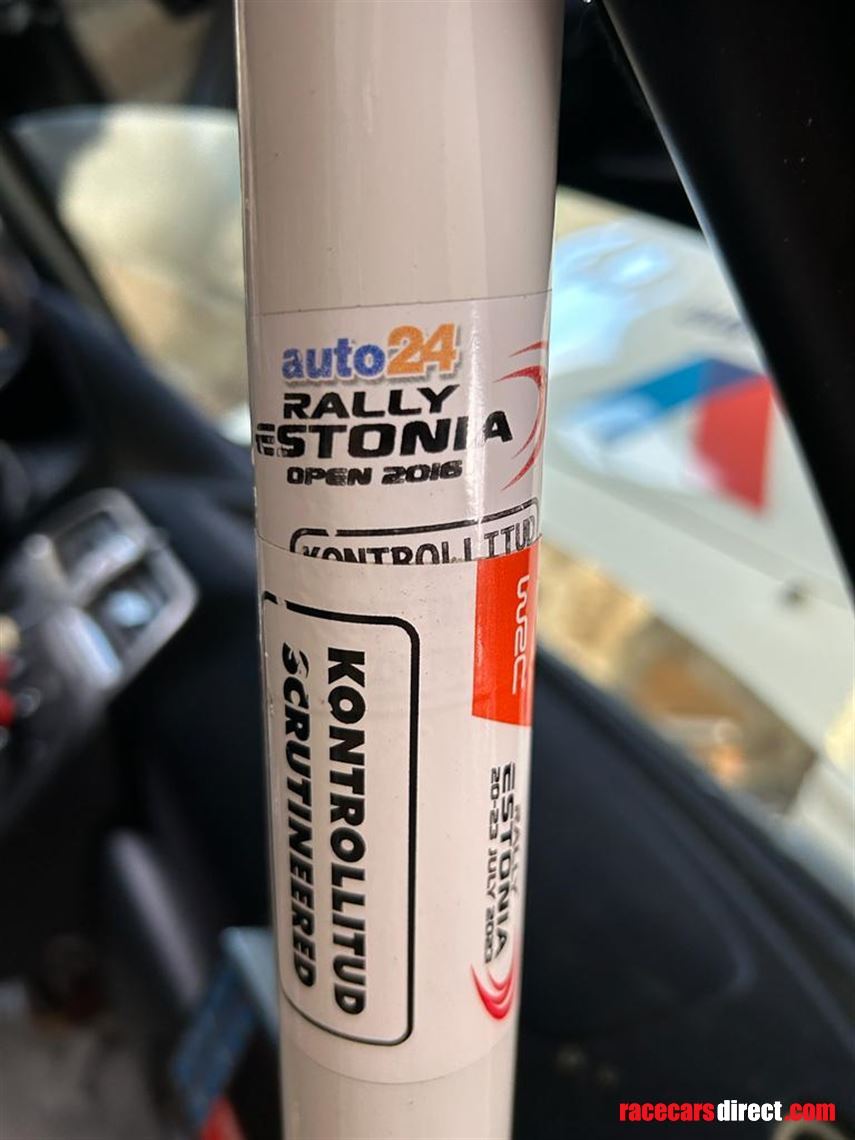 auto24
RALLY
ESTONIA
OPEN 2016
KONTROLLITUD
WRC
RALLY
ESTONIA
20-23 JULY 2023
KONTROLLITUD
SCRUTINEERED
racecarsdirect.com